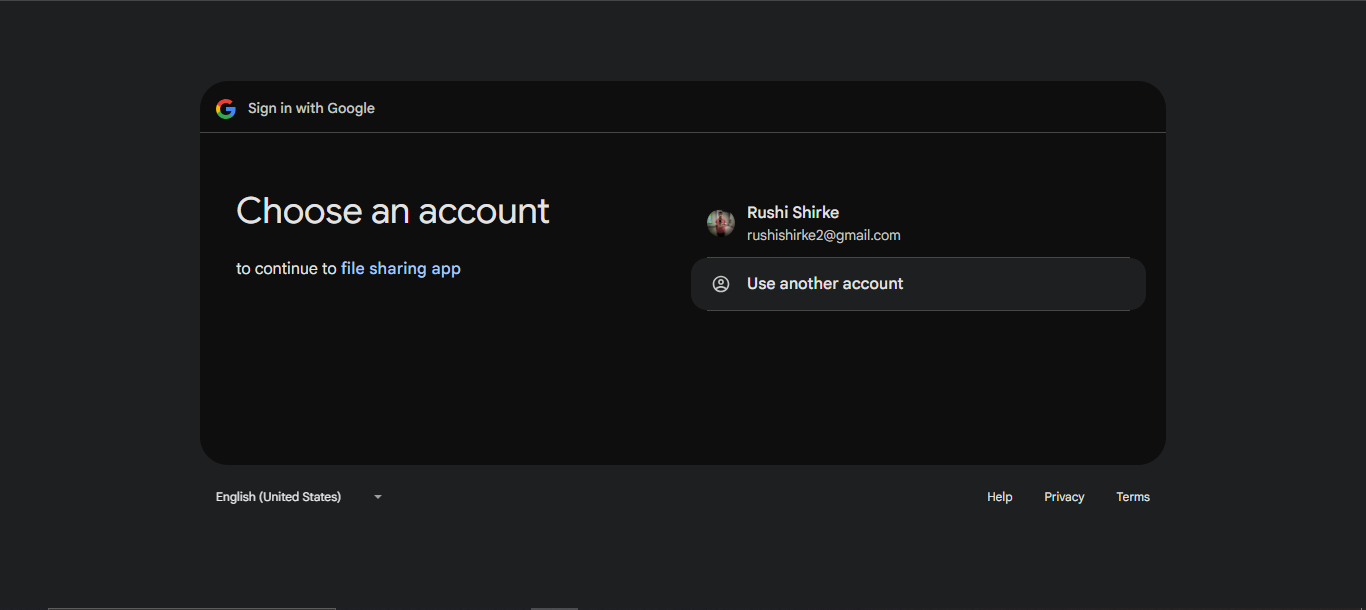 Sign in with Google
Choose an account
to continue to file sharing app
Rushi Shirke
rushishirke2@gmail.com
Use another account
English (United States)
Help
Privacy
Terms